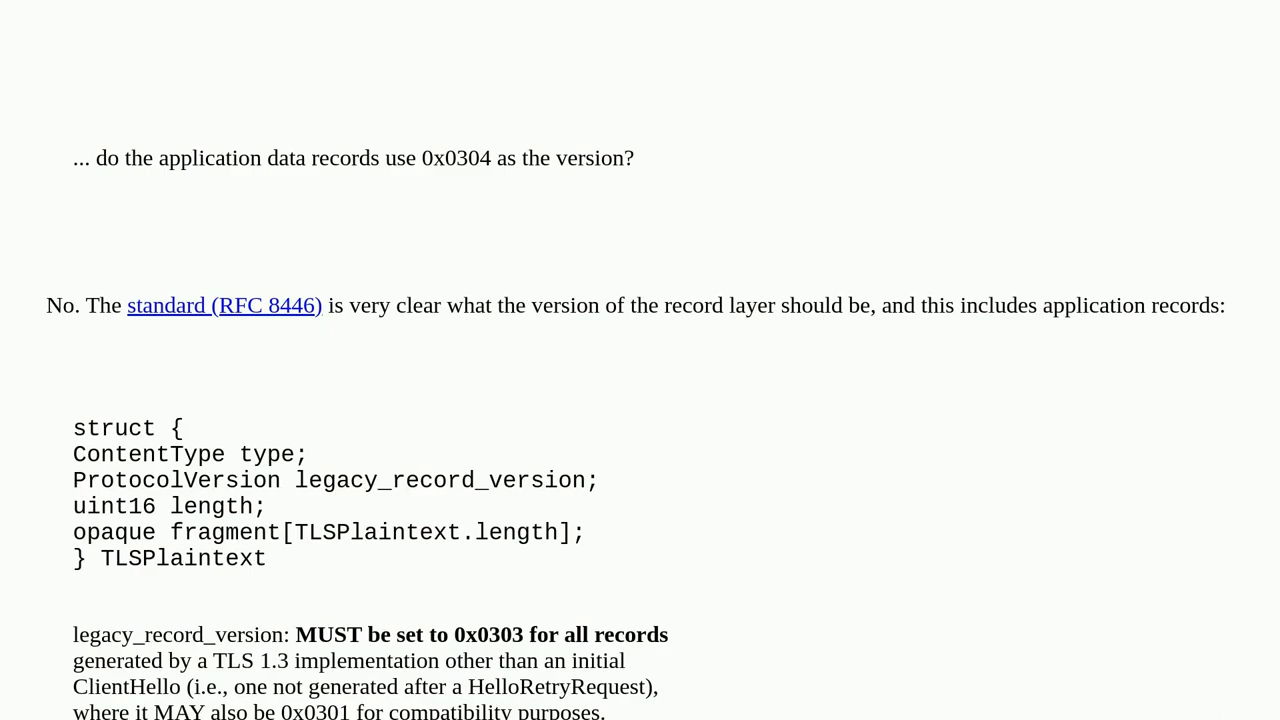 ... do the application data records use 0x0304 as the version?
No. The standard (RFC 8446) is very clear what the version of the record layer should be, and this includes application records:
struct {
ContentType type;
ProtocolVersion legacy_record_version;
uint16 length;
opaque fragment[TLSPlaintext.length];
} TLSPlaintext
legacy_record_version: MUST be set to 0x0303 for all records
generated by a TLS 1.3 implementation other than an initial
ClientHello (i.e., one not generated after a HelloRetryRequest),
where it MAY also be 0x0301 for compatibility purposes.